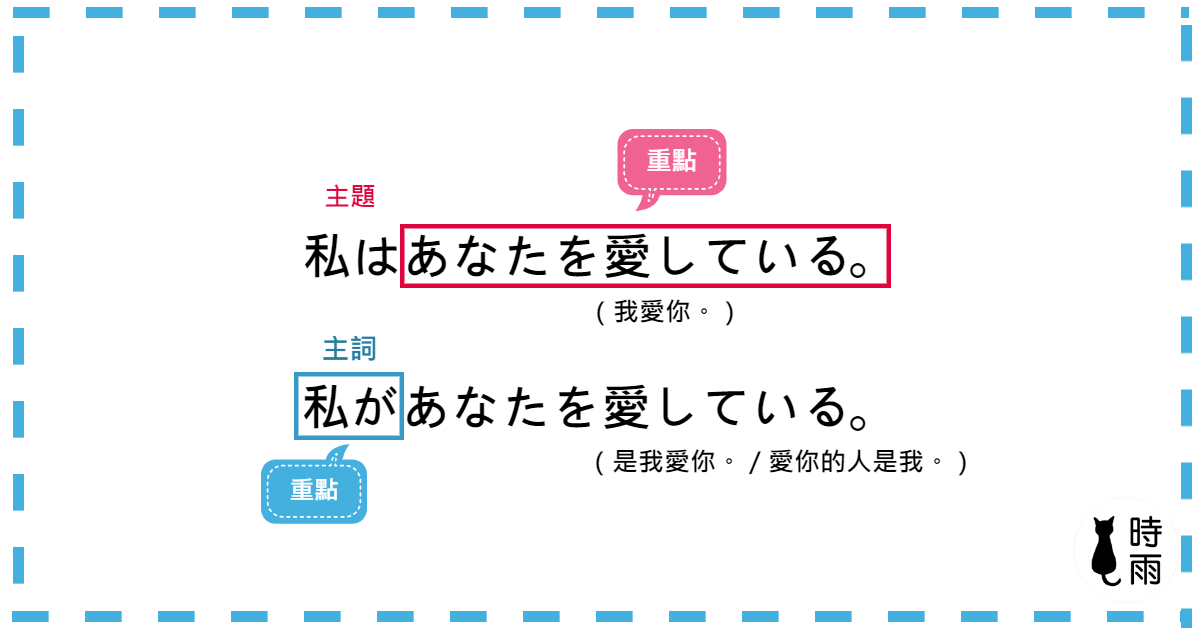 重點
主題
私はあなたを愛している。
(我愛你。)
主詞
私があなたを愛している。
(是我愛你。/愛你的人是我。)
重點
時雨